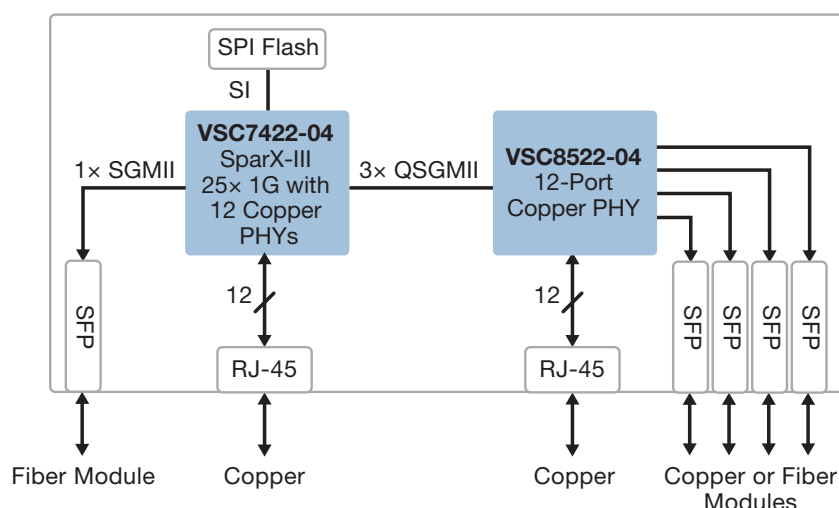 SPI Flash
SI
VSC7422-04
SparX-III
25× 1G with
12 Copper
PHYs
1× SGMII
3× QSGMII
VSC8522-04
12-Port
Copper PHY
SFP
12
12
SFP
SFP
SFP
SFP
RJ-45
RJ-45
Fiber Module
Copper
Copper
Copper or Fiber
Modules